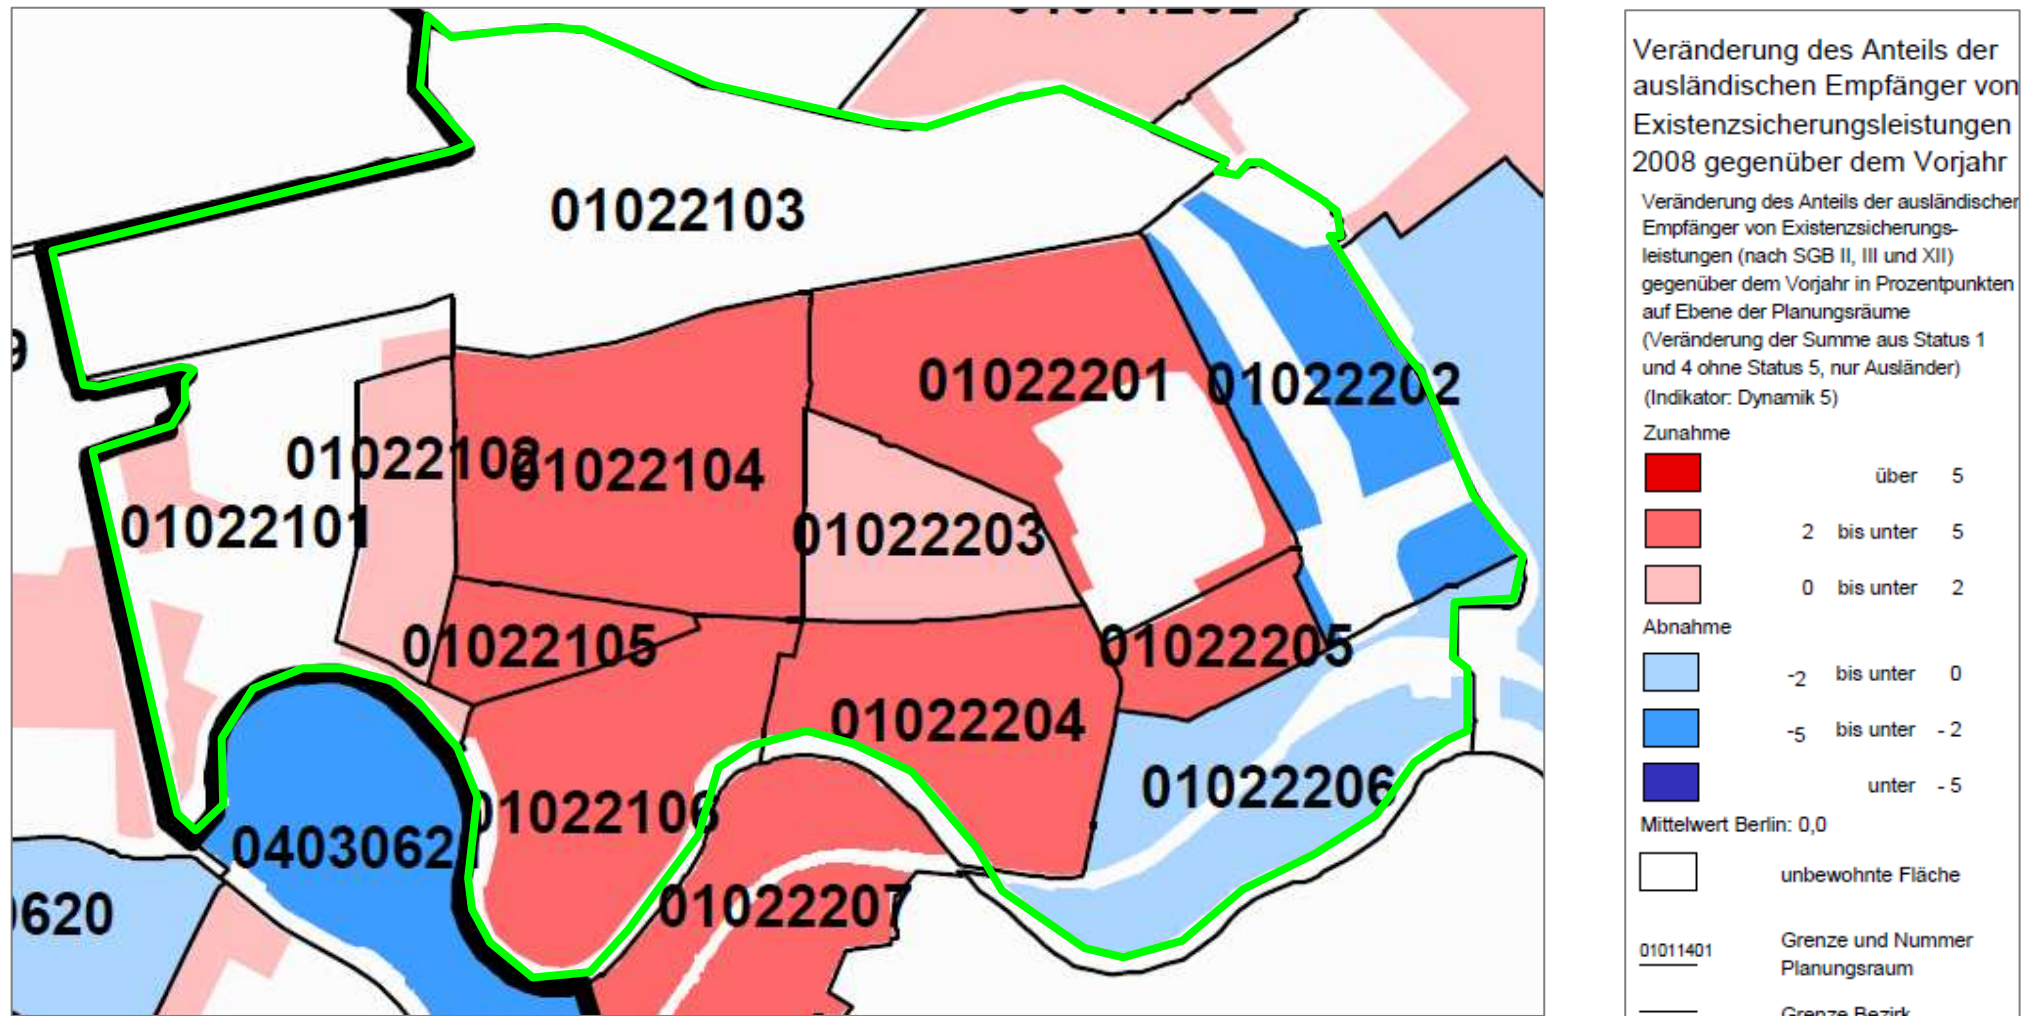 01022103
01022201
01022202
01022102
01022104
01022101
01022203
01022105
01022205
01022204
01022206
01022106
0403062
01022207
0620
Veränderung des Anteils der
ausländischen Empfänger von
Existenzsicherungsleistungen
2008 gegenüber dem Vorjahr
Veränderung des Anteils der ausländischer
Empfänger von Existenzsicherungs-
leistungen (nach SGB II, III und XII)
gegenüber dem Vorjahr in Prozentpunkten
auf Ebene der Planungsräume
(Veränderung der Summe aus Status 1
und 4 ohne Status 5, nur Ausländer)
(Indikator: Dynamik 5)
Zunahme
über 5
2 bis unter 5
0 bis unter 2
Abnahme
-2 bis unter 0
-5 bis unter - 2
unter - 5
Mittelwert Berlin: 0,0
unbewohnte Fläche
01011401 Grenze und Nummer
Planungsraum
Grenze Bezirk